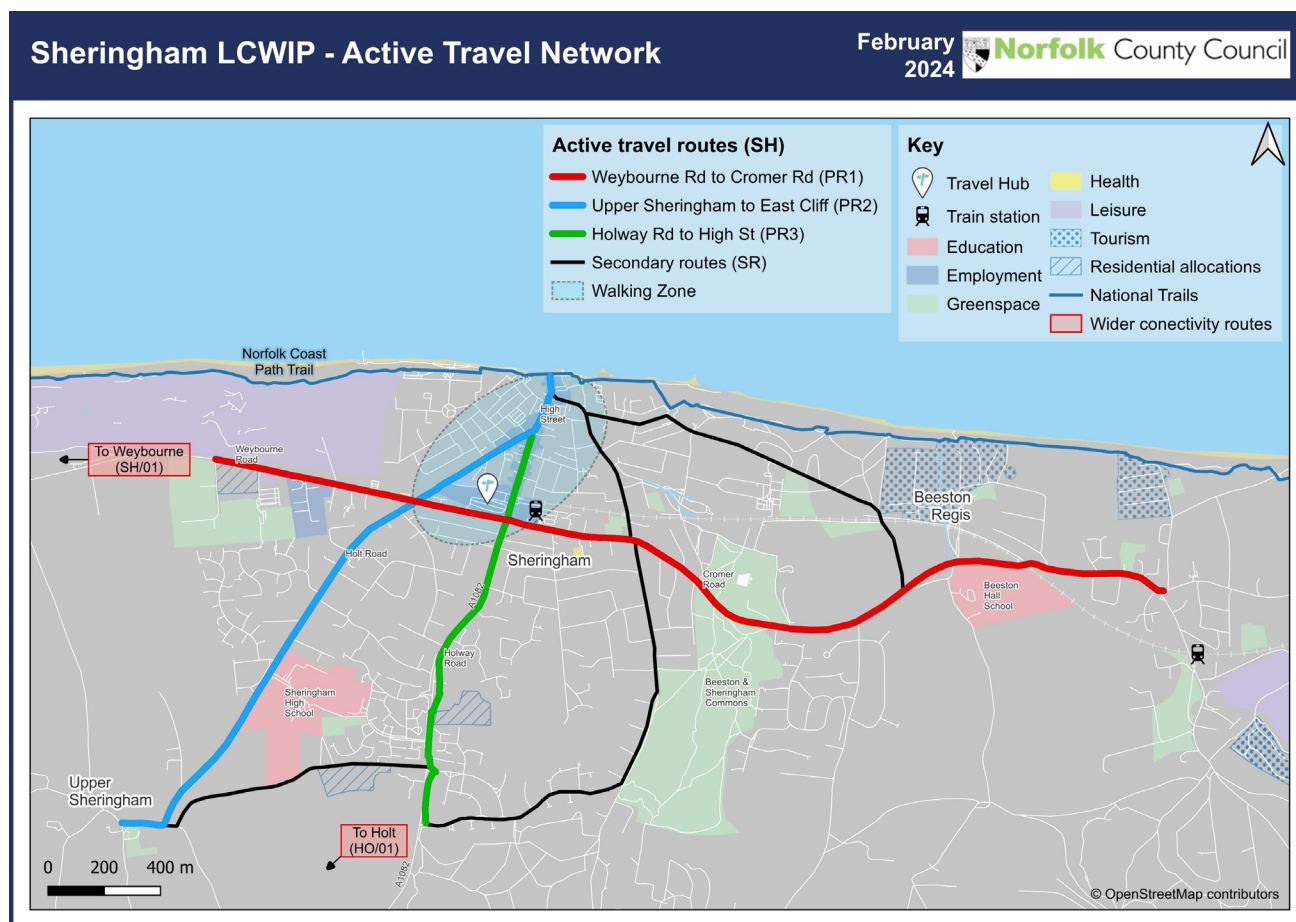 Sheringham LCWIP - Active Travel Network
February
2024
Norfolk County Council
Active travel routes (SH)
Weybourne Rd to Cromer Rd (PR1)
Upper Sheringham to East Cliff (PR2)
Holway Rd to High St (PR3)
Secondary routes (SR)
Walking Zone
Key
Travel Hub
Train station
Education
Employment
Greenspace
Health
Leisure
Tourism
Residential allocations
National Trails
Wider conectivity routes
Norfolk Coast
Path Trail
High
Street
To Weybourne
(SH/01)
Weybourne
Road
Beeston
Regis
Holt Road
Sheringham
Cromer
Road
A1082
Beeston
Hall
School
Holway
Road
Sheringham
High
School
Beeston &
Sheringham
Commons
Upper
Sheringham
To Holt
(HO/01)
A1082
0 200 400 m
© OpenStreetMap contributors